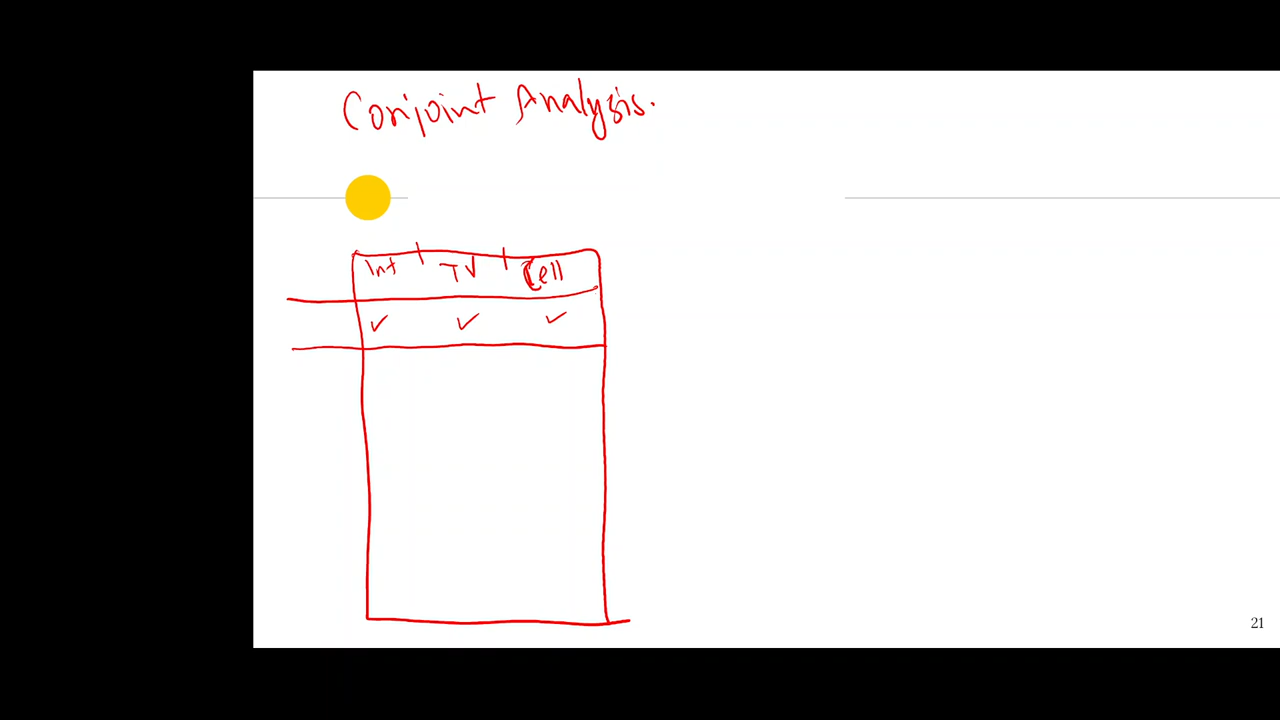 Conjoint Analysis.
Int TV Cell
✓ ✓ ✓
21